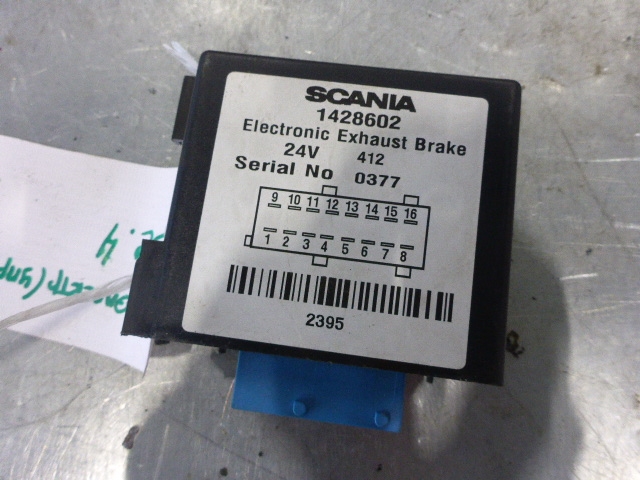 SCANIA
1428602
Electronic Exhaust Brake
24V 412
Serial No 0377
9 10 11 12 13 14 15 16
1 2 3 4 5 6 7 8
2395